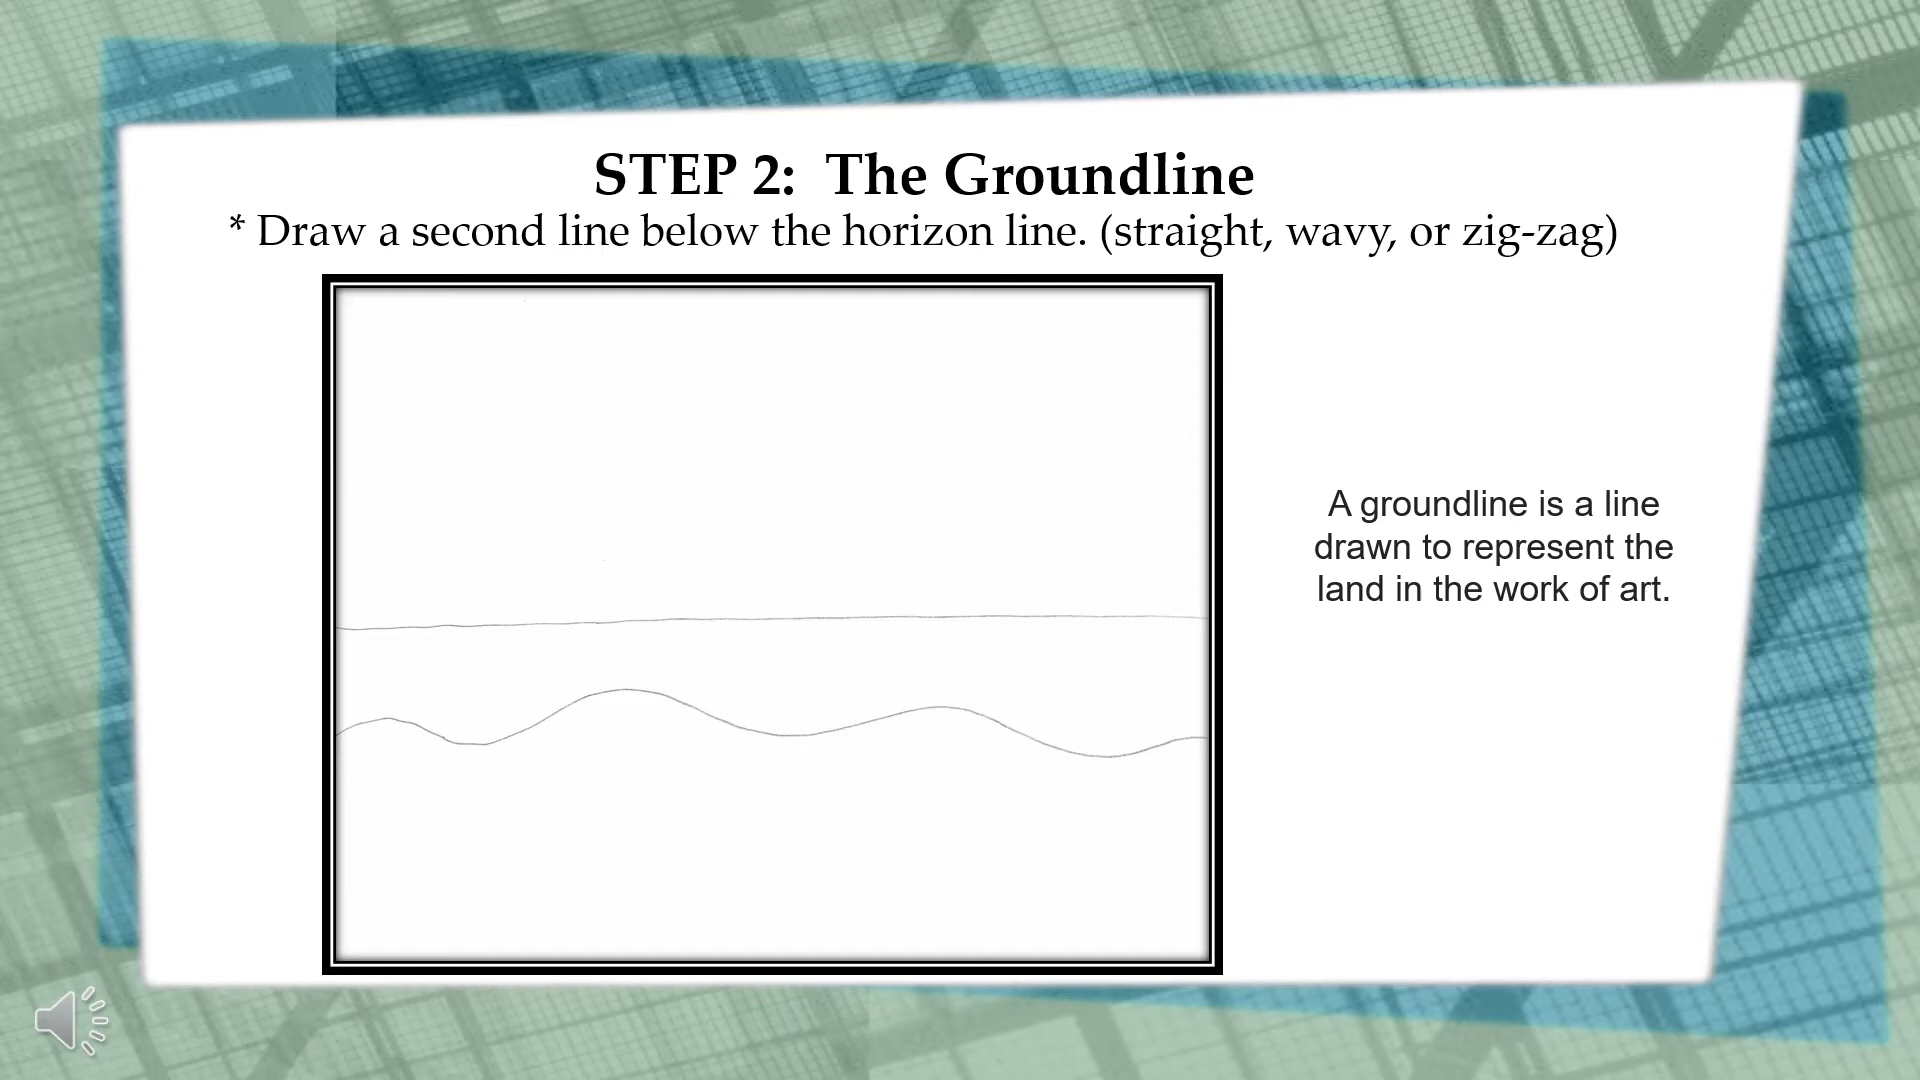 STEP 2: The Groundline
* Draw a second line below the horizon line. (straight, wavy, or zig-zag)
A groundline is a line
drawn to represent the
land in the work of art.